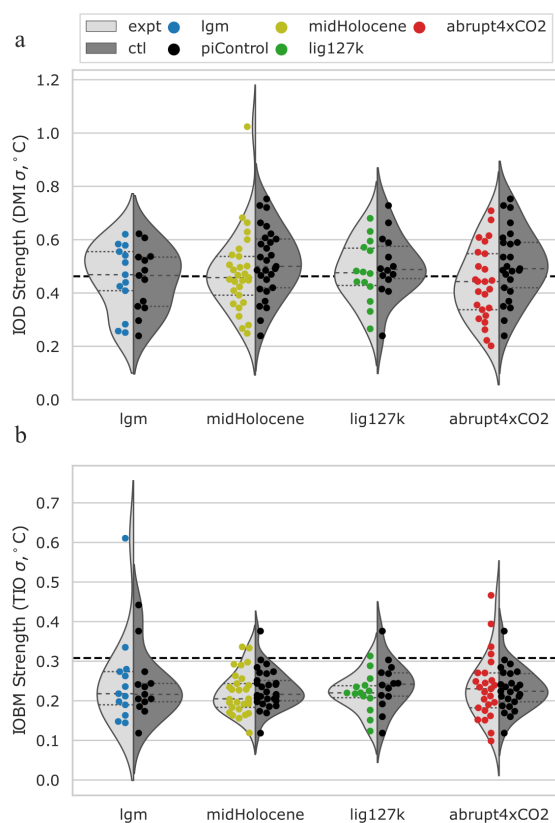 a
expt lgm midHolocene abrupt4xCO2
ctl piControl lig127k
1.2
1.0
0.8
0.6
0.4
0.2
0.0
IOD Strength (DMI σ,°C)
lgm midHolocene lig127k abrupt4xCO2
b
0.7
0.6
0.5
0.4
0.3
0.2
0.1
0.0
IOBM Strength (TIO σ,°C)
lgm midHolocene lig127k abrupt4xCO2